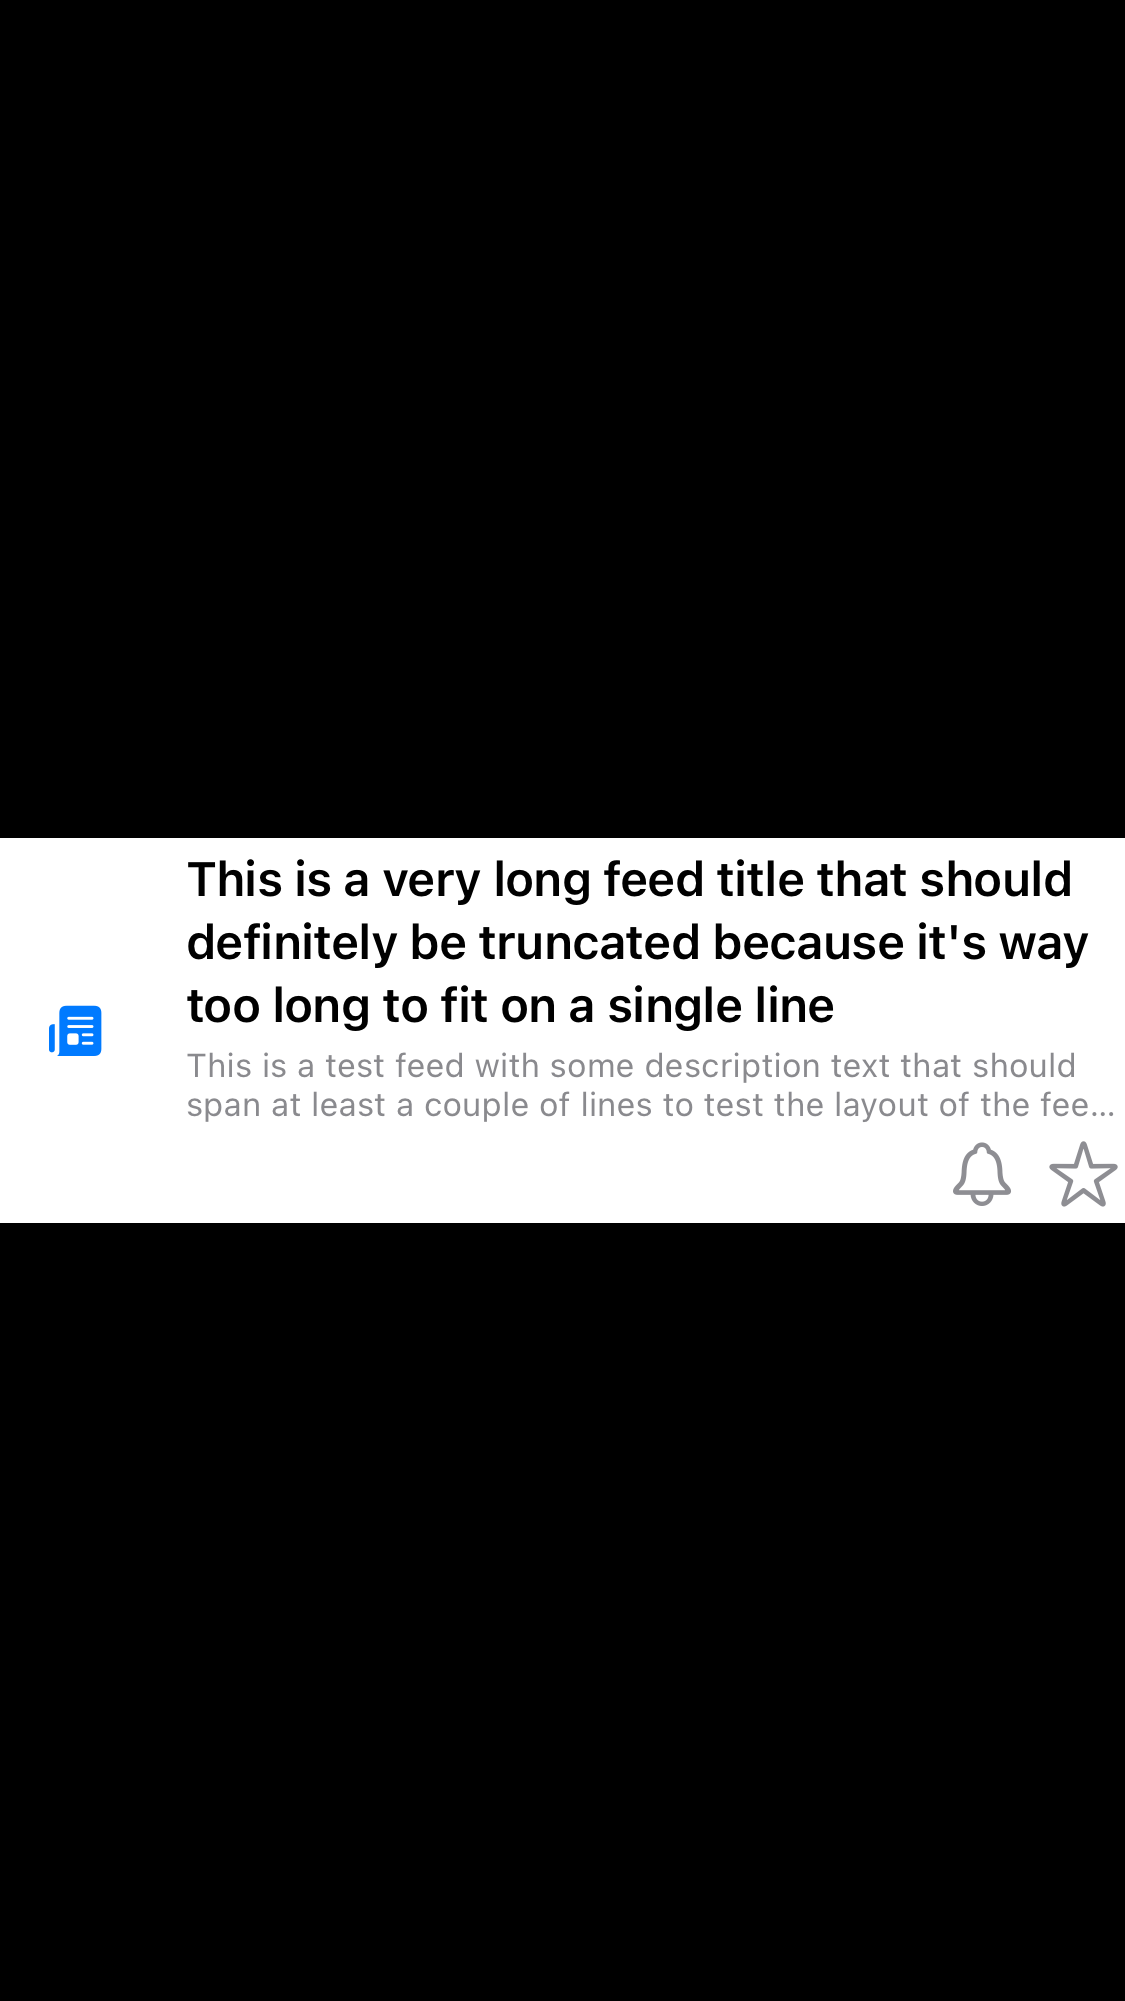 This is a very long feed title that should
definitely be truncated because it's way
too long to fit on a single line
This is a test feed with some description text that should
span at least a couple of lines to test the layout of the fee...